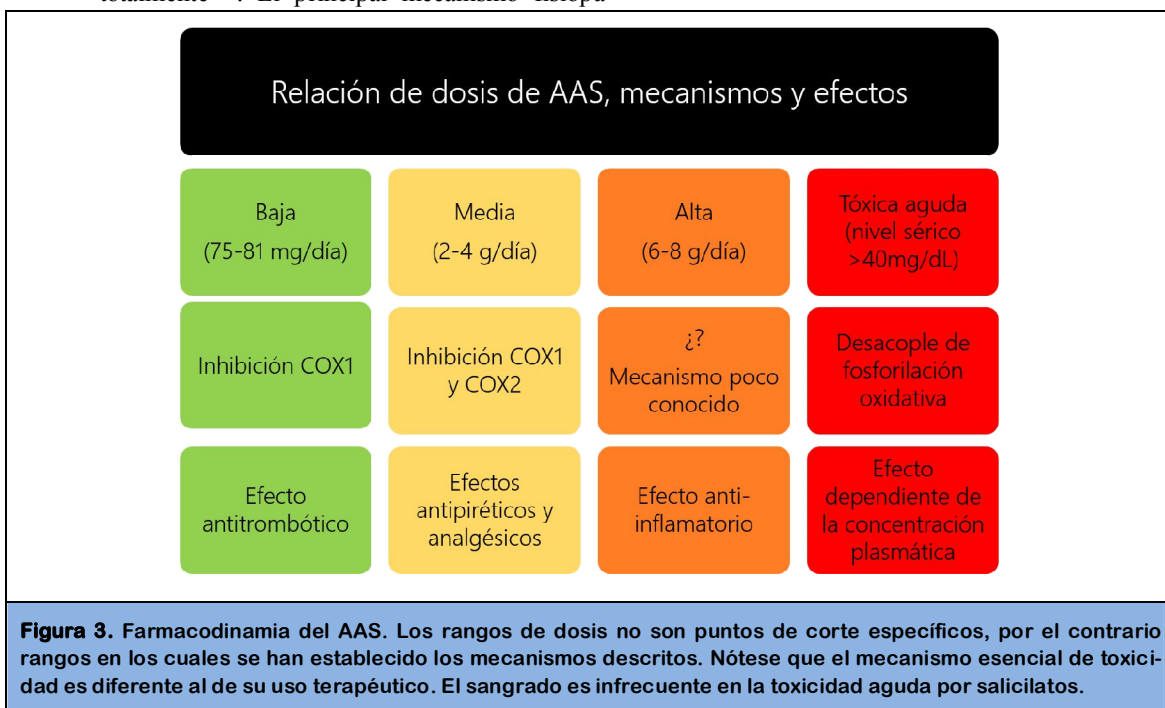 totalmente . El principal mecanismo fisiopa
Relación de dosis de AAS, mecanismos y efectos
Baja
(75-81 mg/día)
Media
(2-4 g/día)
Alta
(6-8 g/día)
Tóxica aguda
(nivel sérico
>40mg/dL)
Inhibición COX1
Inhibición COX1
y COX2
¿?
Mecanismo poco
conocido
Desacople de
fosforilación
oxidativa
Efecto
antitrombótico
Efectos
antipiréticos y
analgésicos
Efecto anti-
inflamatorio
Efecto
dependiente de
la concentración
plasmática
Figura 3. Farmacodinamia del AAS. Los rangos de dosis no son puntos de corte específicos, por el contrario
rangos en los cuales se han establecido los mecanismos descritos. Nótese que el mecanismo esencial de toxici-
dad es diferente al de su uso terapéutico. El sangrado es infrecuente en la toxicidad aguda por salicilatos.